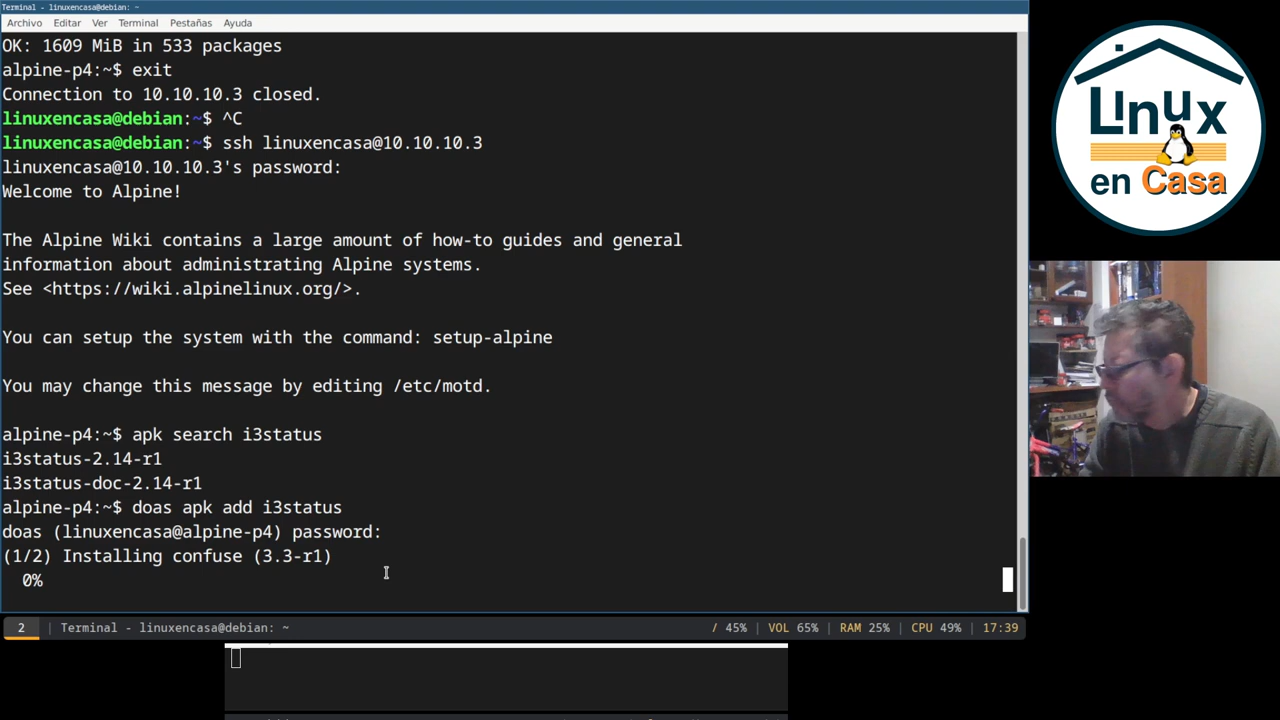 Terminal - linuxencasa@debian: ~
Archivo Editar Ver Terminal Pestañas Ayuda
OK: 1609 MiB in 533 packages
alpine-p4:~$ exit
Connection to 10.10.10.3 closed.
linuxencasa@debian:~$ ^C
linuxencasa@debian:~$ ssh linuxencasa@10.10.10.3
linuxencasa@10.10.10.3's password:
Welcome to Alpine!
The Alpine Wiki contains a large amount of how-to guides and general
information about administrating Alpine systems.
See <https://wiki.alpinelinux.org/>.
You can setup the system with the command: setup-alpine
You may change this message by editing /etc/motd.
alpine-p4:~$ apk search i3status
i3status-2.14-r1
i3status-doc-2.14-r1
alpine-p4:~$ doas apk add i3status
doas (linuxencasa@alpine-p4) password:
(1/2) Installing confuse (3.3-r1)
0%
2 | Terminal - linuxencasa@debian: ~ / 45% | VOL 65% | RAM 25% | CPU 49% | 17:39
Linux
en Casa